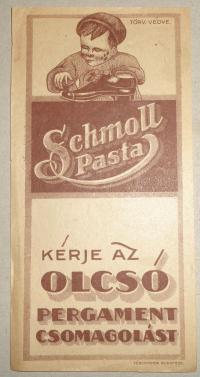 TÖRV. VÉDVE.
Schmoll
Pasta
KÉRJE AZ
OLCSÓ
PERGAMENT
CSOMAGOLÁST